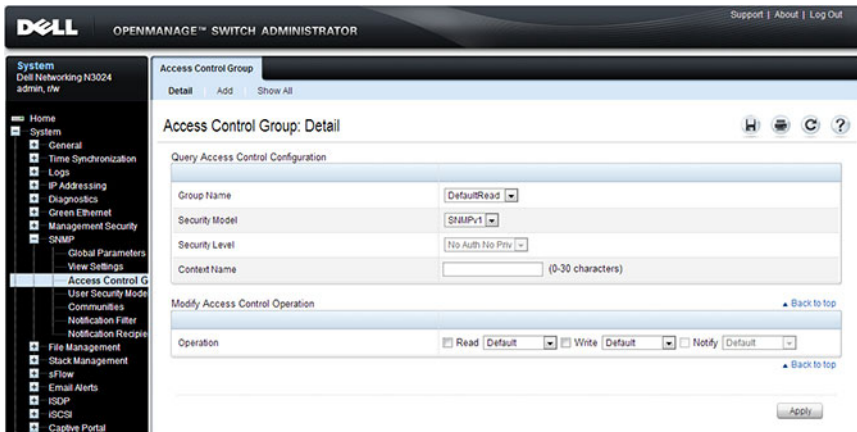 Support | About | Log Out
DELL
OPENMANAGE™ SWITCH ADMINISTRATOR
System
Dell Networking N3024
admin, r/w
Home
System
General
Time Synchronization
Logs
IP Addressing
Diagnostics
Green Ethernet
Management Security
SNMP
Global Parameters
View Settings
Access Control G
User Security Mode
Communities
Notification Filter
Notification Recipie
File Management
Stack Management
sFlow
Email Alerts
ISDP
iSCSI
Captive Portal
Access Control Group
Detail Add Show All
Access Control Group: Detail
H C ?
Query Access Control Configuration
Group Name DefaultRead
Security Model SNMPv1
Security Level No Auth No Priv
Context Name (0-30 characters)
Modify Access Control Operation Back to top
Operation Read Default Write Default Notify Default
Back to top
Apply